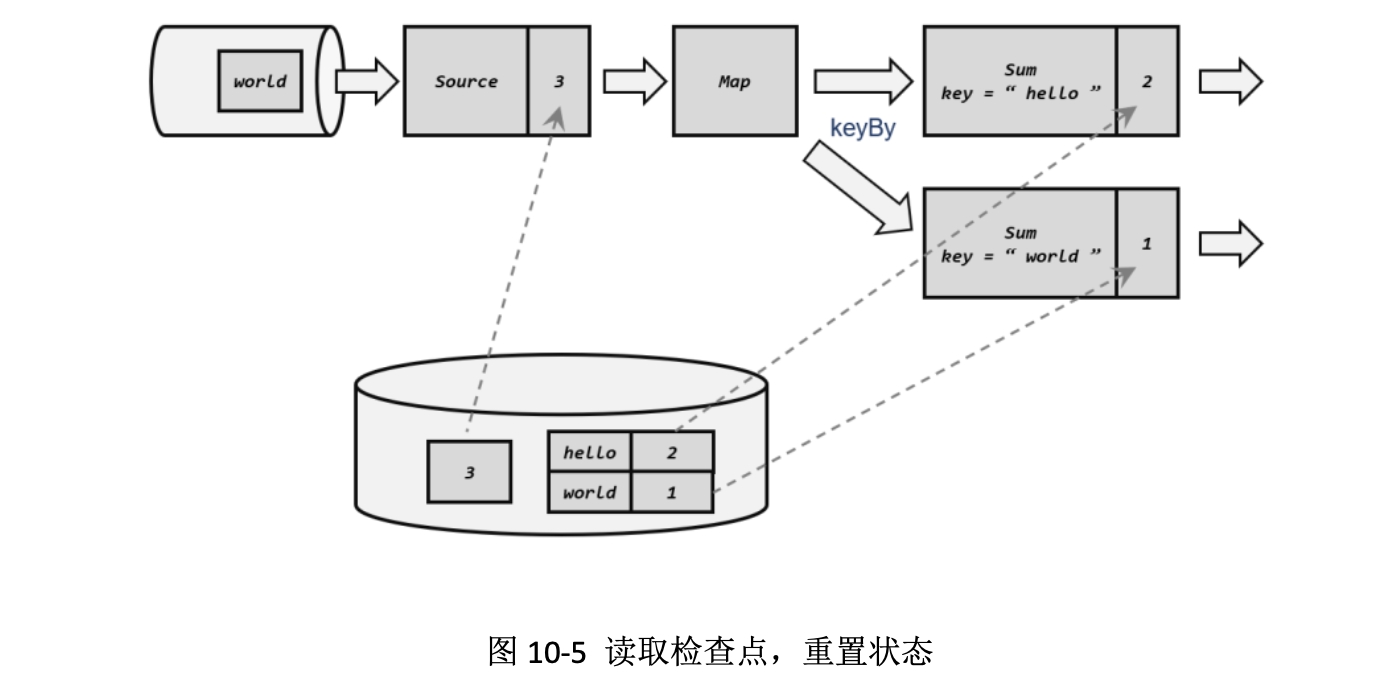 world
Source
3
Map
Sum
key = “ hello ”
2
keyBy
Sum
key = “ world ”
1
3
hello 2
world 1
图 10-5 读取检查点，重置状态